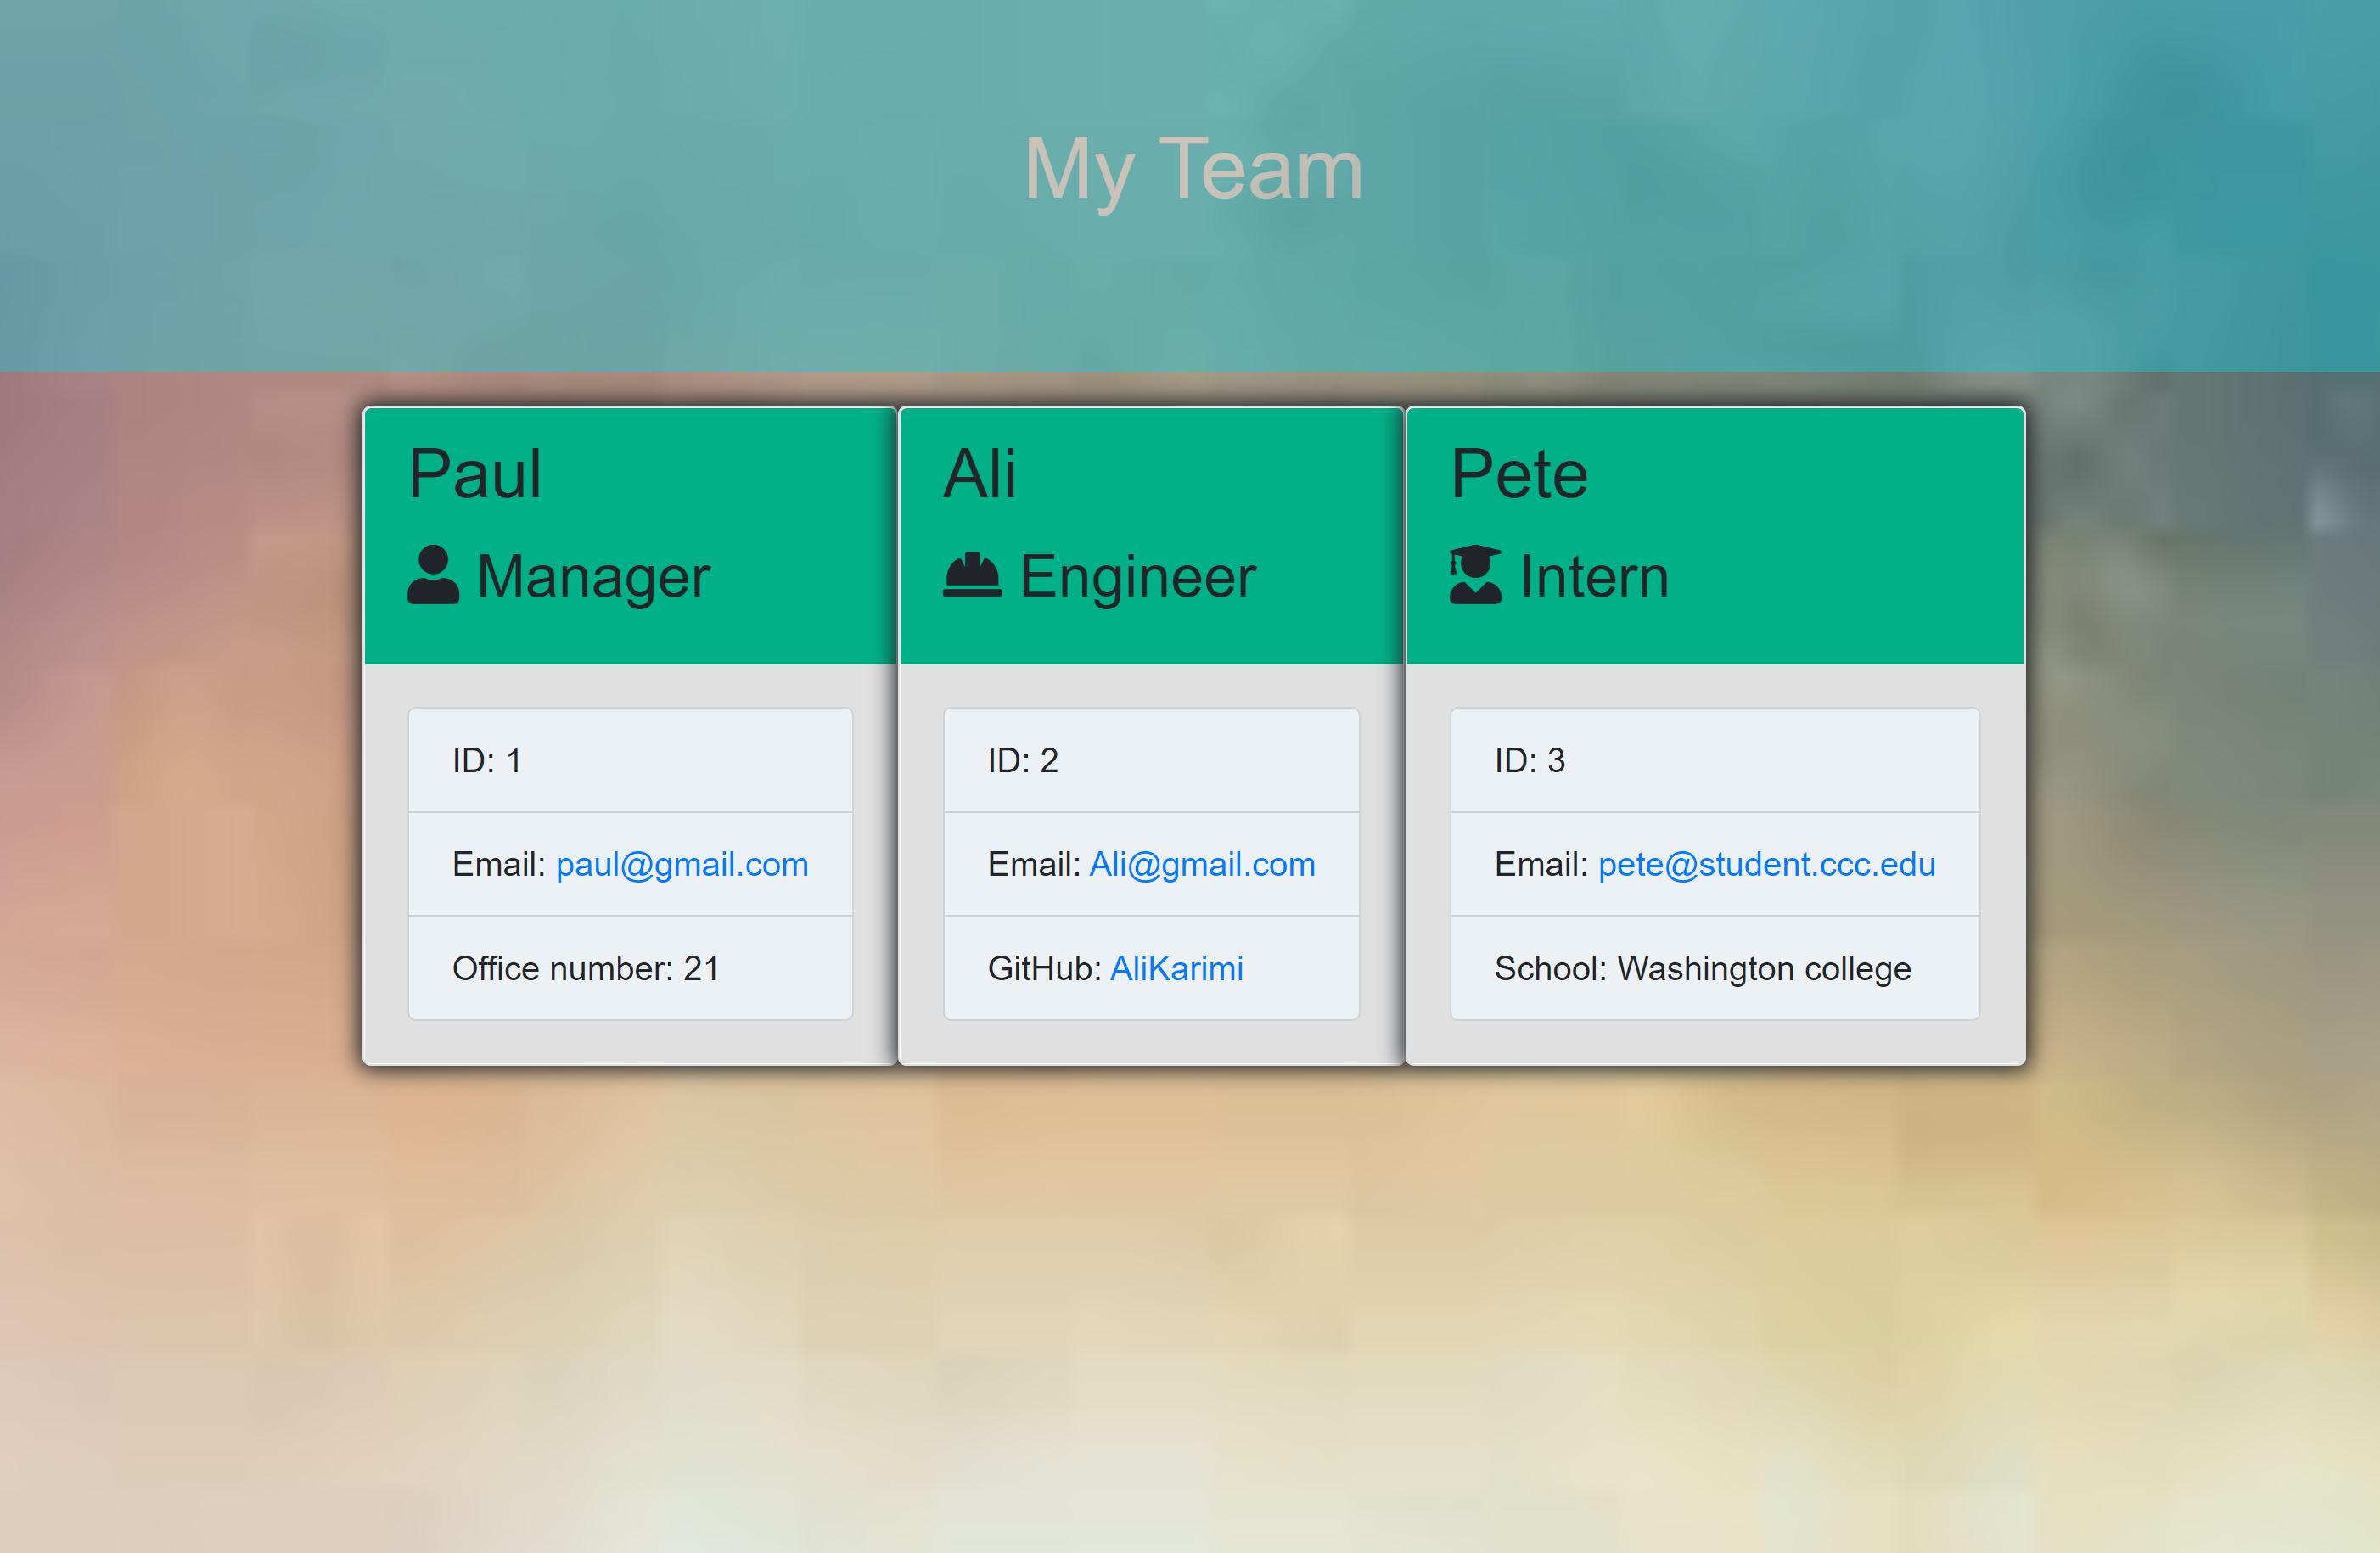 My Team
Paul
Manager
ID: 1
Email: paul@gmail.com
Office number: 21
Ali
Engineer
ID: 2
Email: Ali@gmail.com
GitHub: AliKarimi
Pete
Intern
ID: 3
Email: pete@student.ccc.edu
School: Washington college